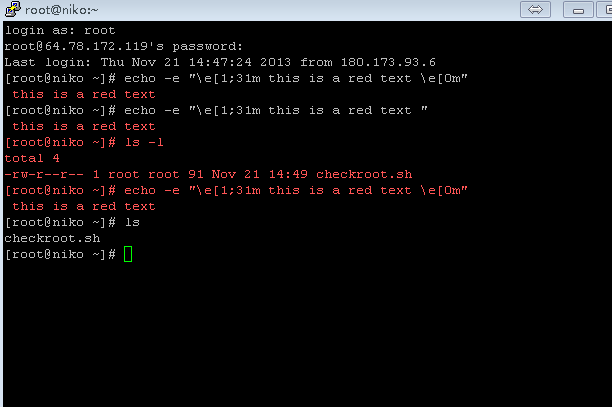 root@niko:~
login as: root
root@64.78.172.119's password:
Last login: Thu Nov 21 14:47:24 2013 from 180.173.93.6
[root@niko ~]# echo -e "\e[1;31m this is a red text \e[0m"
 this is a red text
[root@niko ~]# echo -e "\e[1;31m this is a red text "
 this is a red text
[root@niko ~]# ls -l
total 4
-rw-r--r-- 1 root root 91 Nov 21 14:49 checkroot.sh
[root@niko ~]# echo -e "\e[1;31m this is a red text \e[0m"
 this is a red text
[root@niko ~]# ls
checkroot.sh
[root@niko ~]#